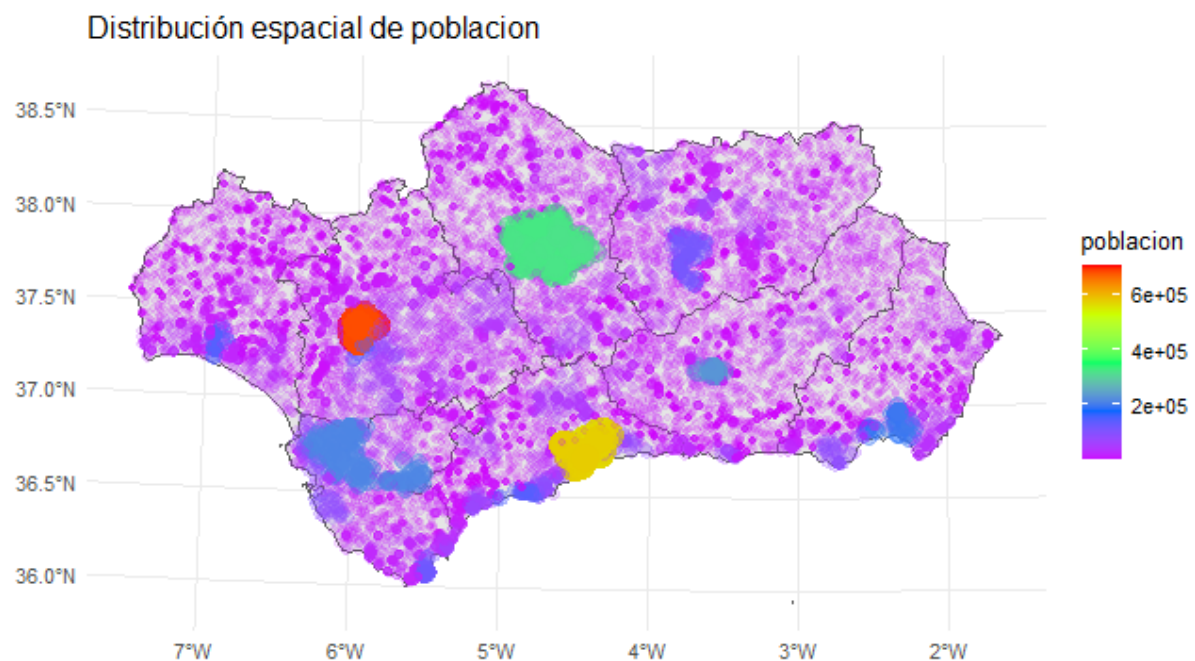 Distribución espacial de poblacion
38.5°N
38.0°N
37.5°N
37.0°N
36.5°N
36.0°N
7°W
6°W
5°W
4°W
3°W
2°W
poblacion
6e+05
4e+05
2e+05